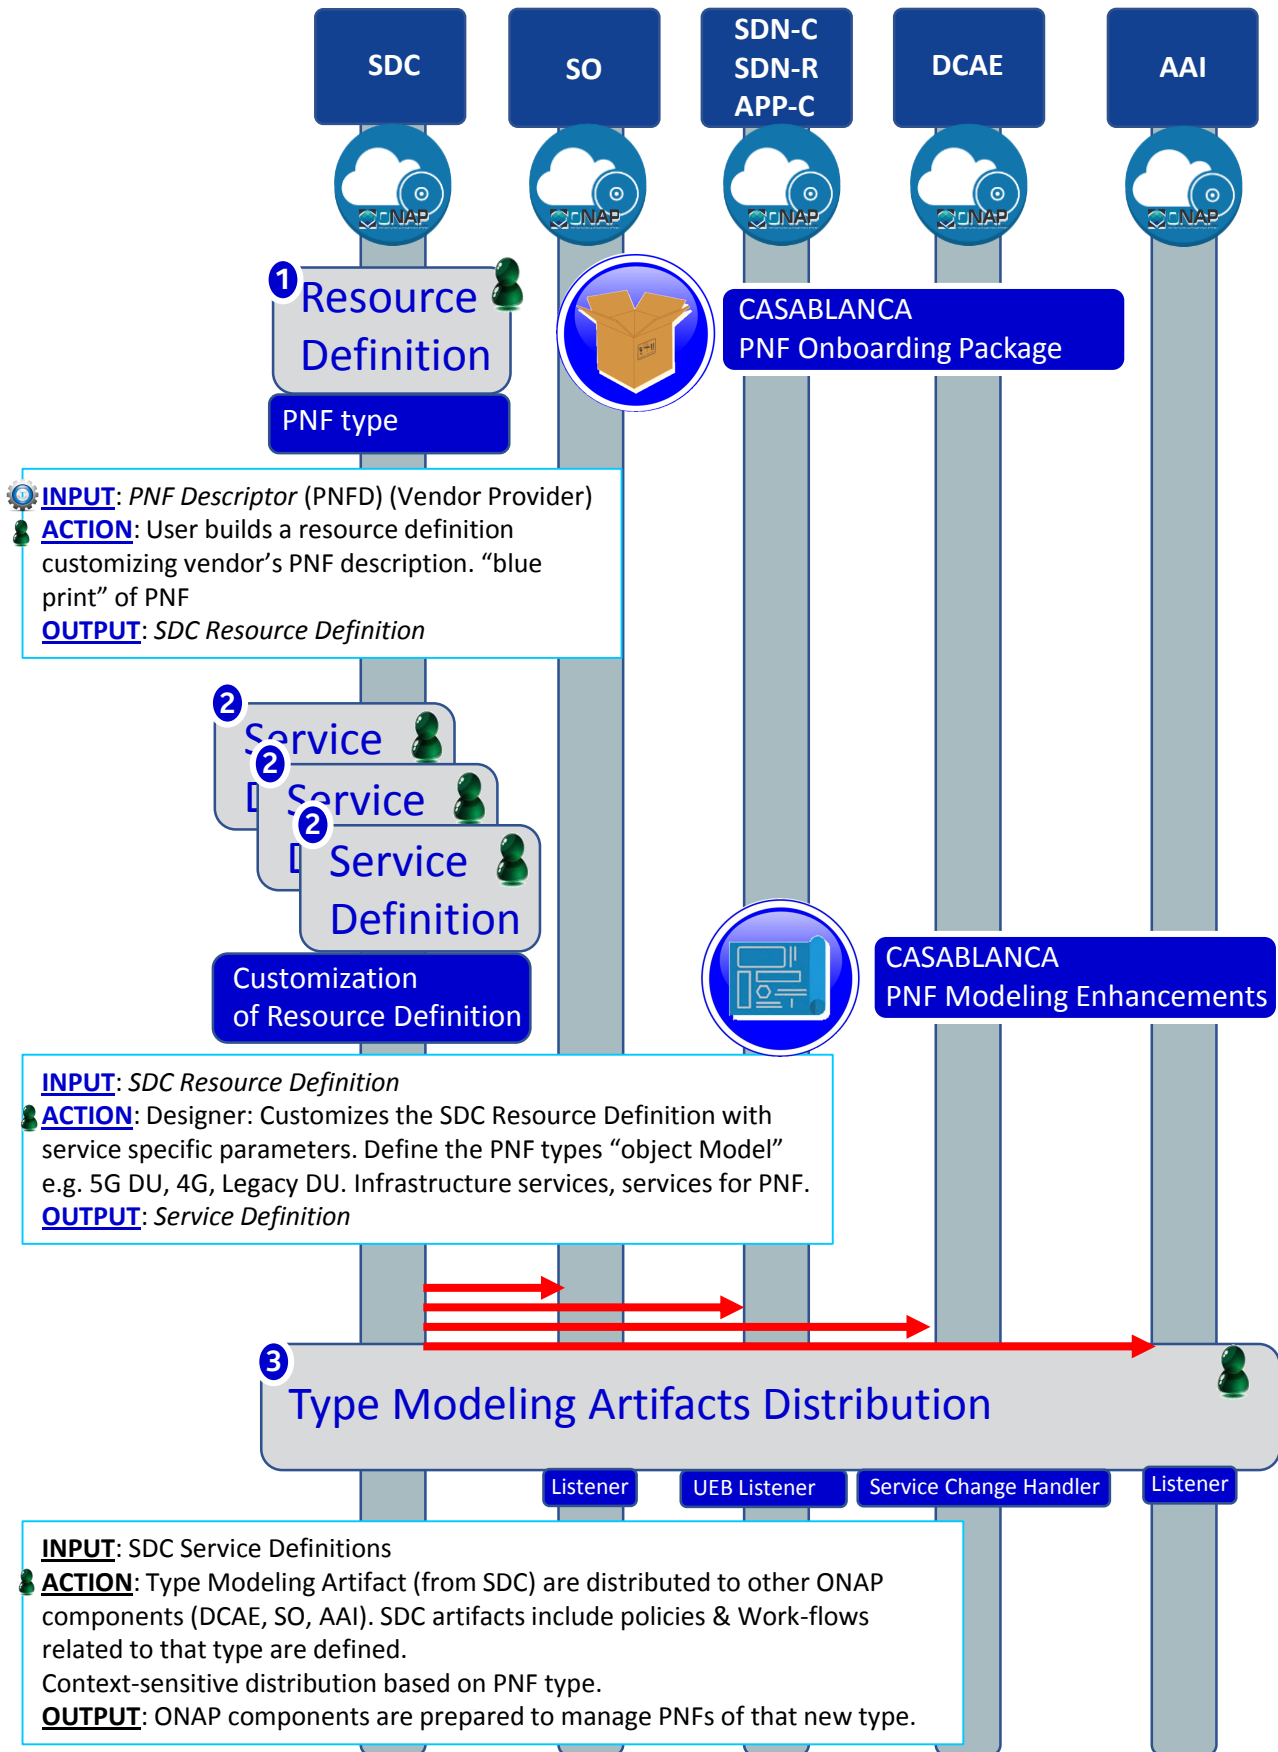 SDC
SO
SDN-C
SDN-R
APP-C
DCAE
AAI
ONAP
ONAP
ONAP
ONAP
ONAP
1
Resource
Definition
PNF type
CASABLANCA
PNF Onboarding Package
INPUT: PNF Descriptor (PNFD) (Vendor Provider)
ACTION: User builds a resource definition
customizing vendor’s PNF description. “blue
print” of PNF
OUTPUT: SDC Resource Definition
2
Service
D
2
Service
D
2
Service
Definition
Customization
of Resource Definition
CASABLANCA
PNF Modeling Enhancements
INPUT: SDC Resource Definition
ACTION: Designer: Customizes the SDC Resource Definition with
service specific parameters. Define the PNF types “object Model”
e.g. 5G DU, 4G, Legacy DU. Infrastructure services, services for PNF.
OUTPUT: Service Definition
3
Type Modeling Artifacts Distribution
Listener
UEB Listener
Service Change Handler
Listener
INPUT: SDC Service Definitions
ACTION: Type Modeling Artifact (from SDC) are distributed to other ONAP
components (DCAE, SO, AAI). SDC artifacts include policies & Work-flows
related to that type are defined.
Context-sensitive distribution based on PNF type.
OUTPUT: ONAP components are prepared to manage PNFs of that new type.